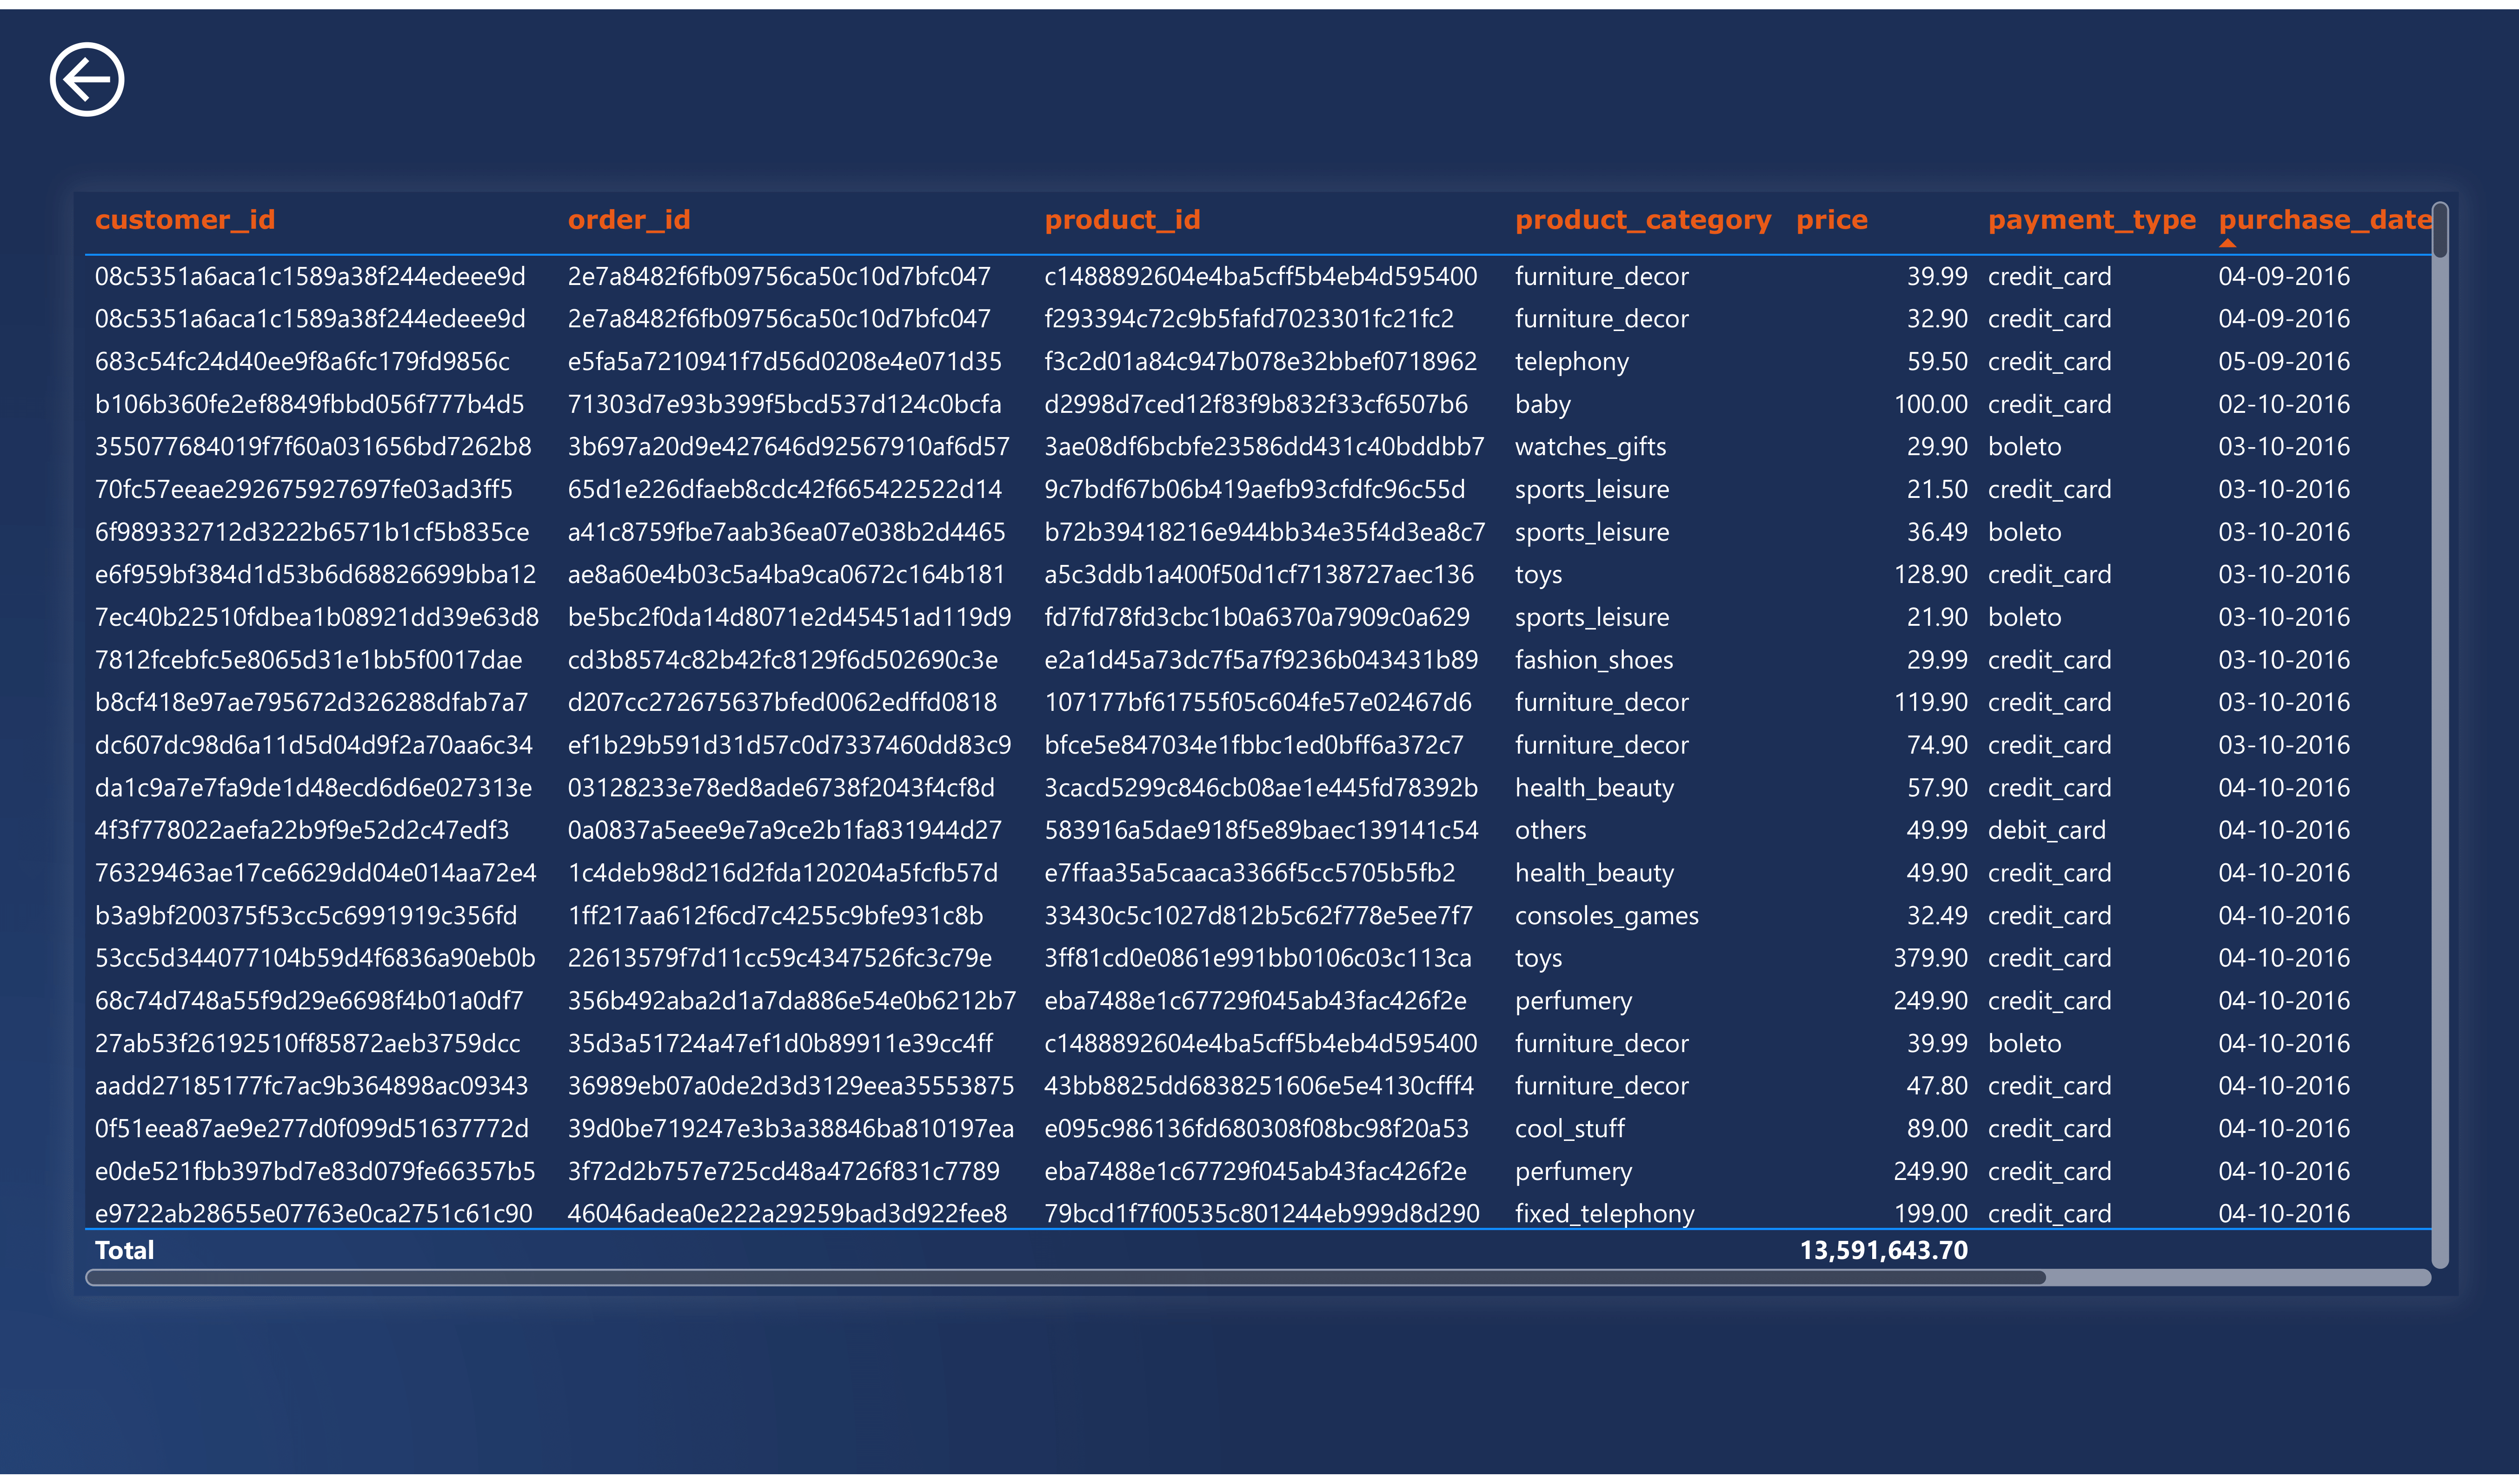 customer_id order_id product_id product_category price payment_type purchase_date
08c5351a6aca1c1589a38f244edeee9d 2e7a8482f6fb09756ca50c10d7bfc047 c1488892604e4ba5cff5b4eb4d595400 furniture_decor 39.99 credit_card 04-09-2016
08c5351a6aca1c1589a38f244edeee9d 2e7a8482f6fb09756ca50c10d7bfc047 f293394c72c9b5fafd7023301fc21fc2 furniture_decor 32.90 credit_card 04-09-2016
683c54fc24d40ee9f8a6fc179fd9856c e5fa5a7210941f7d56d0208e4e071d35 f3c2d01a84c947b078e32bbef0718962 telephony 59.50 credit_card 05-09-2016
b106b360fe2ef8849fbbd056f777b4d5 71303d7e93b399f5bcd537d124c0bcfa d2998d7ced12f83f9b832f33cf6507b6 baby 100.00 credit_card 02-10-2016
355077684019f7f60a031656bd7262b8 3b697a20d9e427646d92567910af6d57 3ae08df6bcbfe23586dd431c40bddbb7 watches_gifts 29.90 boleto 03-10-2016
70fc57eeae292675927697fe03ad3ff5 65d1e226dfaeb8cdc42f665422522d14 9c7bdf67b06b419aefb93cfdfc96c55d sports_leisure 21.50 credit_card 03-10-2016
6f989332712d3222b6571b1cf5b835ce a41c8759fbe7aab36ea07e038b2d4465 b72b39418216e944bb34e35f4d3ea8c7 sports_leisure 36.49 boleto 03-10-2016
e6f959bf384d1d53b6d68826699bba12 ae8a60e4b03c5a4ba9ca0672c164b181 a5c3ddb1a400f50d1cf7138727aec136 toys 128.90 credit_card 03-10-2016
7ec40b22510fdbea1b08921dd39e63d8 be5bc2f0da14d8071e2d45451ad119d9 fd7fd78fd3cbc1b0a6370a7909c0a629 sports_leisure 21.90 boleto 03-10-2016
7812fcebfc5e8065d31e1bb5f0017dae cd3b8574c82b42fc8129f6d502690c3e e2a1d45a73dc7f5a7f9236b043431b89 fashion_shoes 29.99 credit_card 03-10-2016
b8cf418e97ae795672d326288dfab7a7 d207cc272675637bfed0062edffd0818 107177bf61755f05c604fe57e02467d6 furniture_decor 119.90 credit_card 03-10-2016
dc607dc98d6a11d5d04d9f2a70aa6c34 ef1b29b591d31d57c0d7337460dd83c9 bfce5e847034e1fbbc1ed0bff6a372c7 furniture_decor 74.90 credit_card 03-10-2016
da1c9a7e7fa9de1d48ecd6d6e027313e 03128233e78ed8ade6738f2043f4cf8d 3cacd5299c846cb08ae1e445fd78392b health_beauty 57.90 credit_card 04-10-2016
4f3f778022aefa22b9f9e52d2c47edf3 0a0837a5eee9e7a9ce2b1fa831944d27 583916a5dae918f5e89baec139141c54 others 49.99 debit_card 04-10-2016
76329463ae17ce6629dd04e014aa72e4 1c4deb98d216d2fda120204a5fcfb57d e7ffaa35a5caaca3366f5cc5705b5fb2 health_beauty 49.90 credit_card 04-10-2016
b3a9bf200375f53cc5c6991919c356fd 1ff217aa612f6cd7c4255c9bfe931c8b 33430c5c1027d812b5c62f778e5ee7f7 consoles_games 32.49 credit_card 04-10-2016
53cc5d344077104b59d4f6836a90eb0b 22613579f7d11cc59c4347526fc3c79e 3ff81cd0e0861e991bb0106c03c113ca toys 379.90 credit_card 04-10-2016
68c74d748a55f9d29e6698f4b01a0df7 356b492aba2d1a7da886e54e0b6212b7 eba7488e1c67729f045ab43fac426f2e perfumery 249.90 credit_card 04-10-2016
27ab53f26192510ff85872aeb3759dcc 35d3a51724a47ef1d0b89911e39cc4ff c1488892604e4ba5cff5b4eb4d595400 furniture_decor 39.99 boleto 04-10-2016
aadd27185177fc7ac9b364898ac09343 36989eb07a0de2d3d3129eea35553875 43bb8825dd6838251606e5e4130cfff4 furniture_decor 47.80 credit_card 04-10-2016
0f51eea87ae9e277d0f099d51637772d 39d0be719247e3b3a38846ba810197ea e095c986136fd680308f08bc98f20a53 cool_stuff 89.00 credit_card 04-10-2016
e0de521fbb397bd7e83d079fe66357b5 3f72d2b757e725cd48a4726f831c7789 eba7488e1c67729f045ab43fac426f2e perfumery 249.90 credit_card 04-10-2016
e9722ab28655e07763e0ca2751c61c90 46046adea0e222a29259bad3d922fee8 79bcd1f7f00535c801244eb999d8d290 fixed_telephony 199.00 credit_card 04-10-2016
Total 13,591,643.70